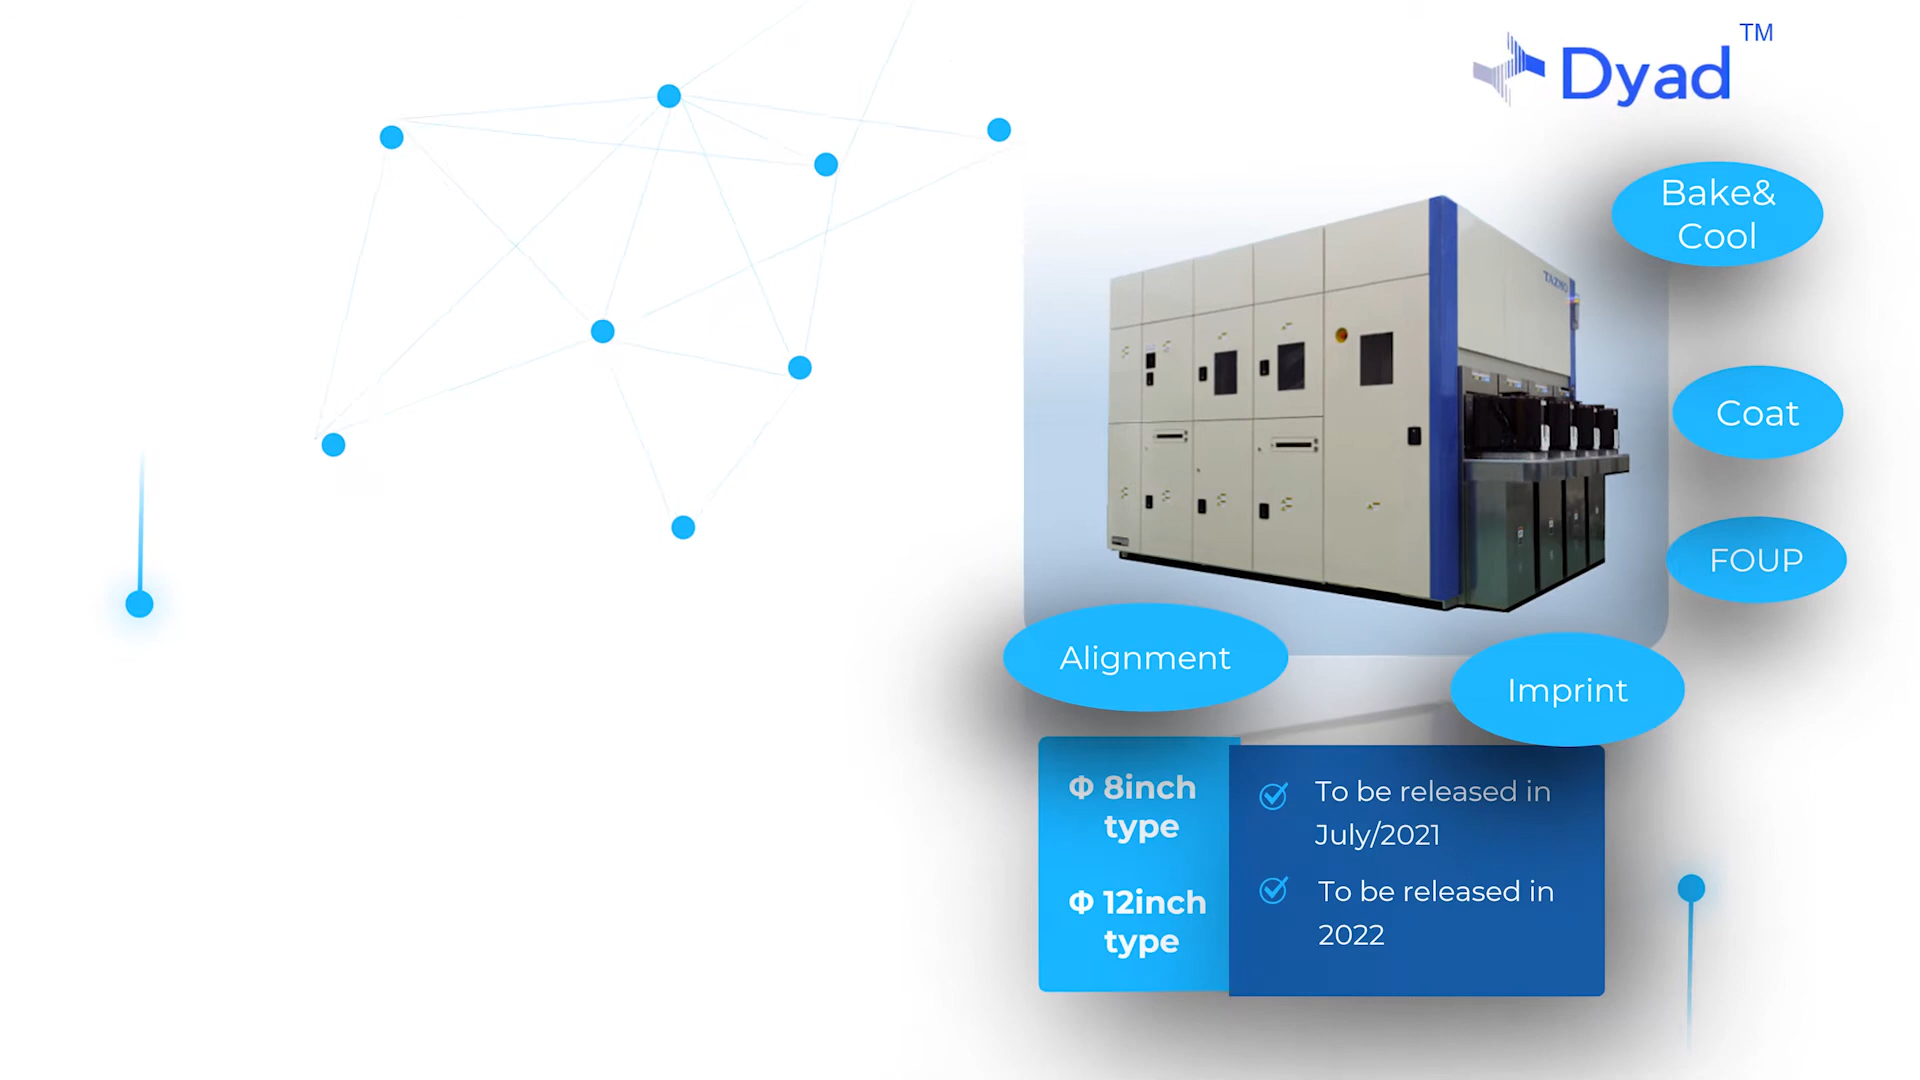 Dyad TM
Bake&
Cool
TAZMO
Coat
FOUP
Alignment
Imprint
Φ 8inch
type
To be released in
July/2021
Φ 12inch
type
To be released in
2022